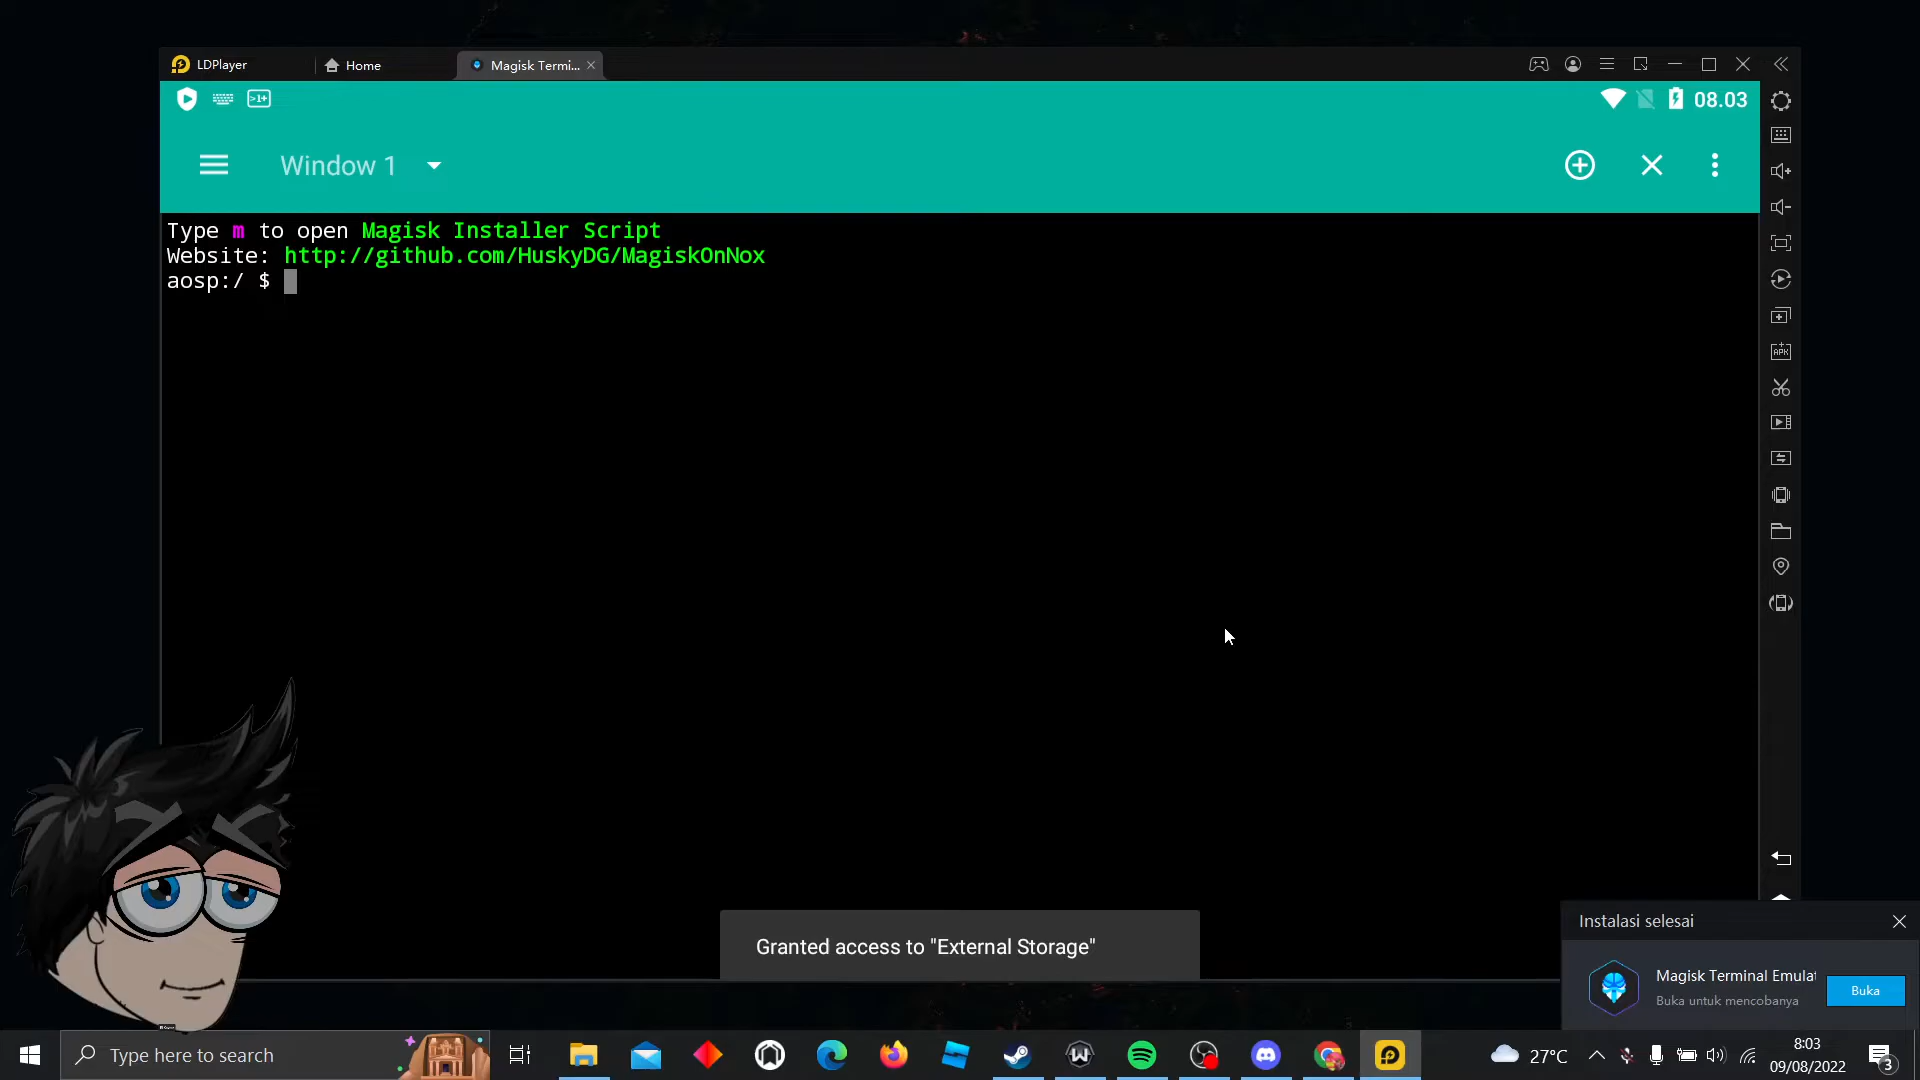 LDPlayer
Home
Magisk Termi...
08.03
Window 1
Type m to open Magisk Installer Script
Website: http://github.com/HuskyDG/MagiskOnNox
aosp:/ $
APK
Granted access to "External Storage"
Instalasi selesai
Magisk Terminal Emulat
Buka untuk mencobanya
Buka
Type here to search
27°C
8:03
09/08/2022
3